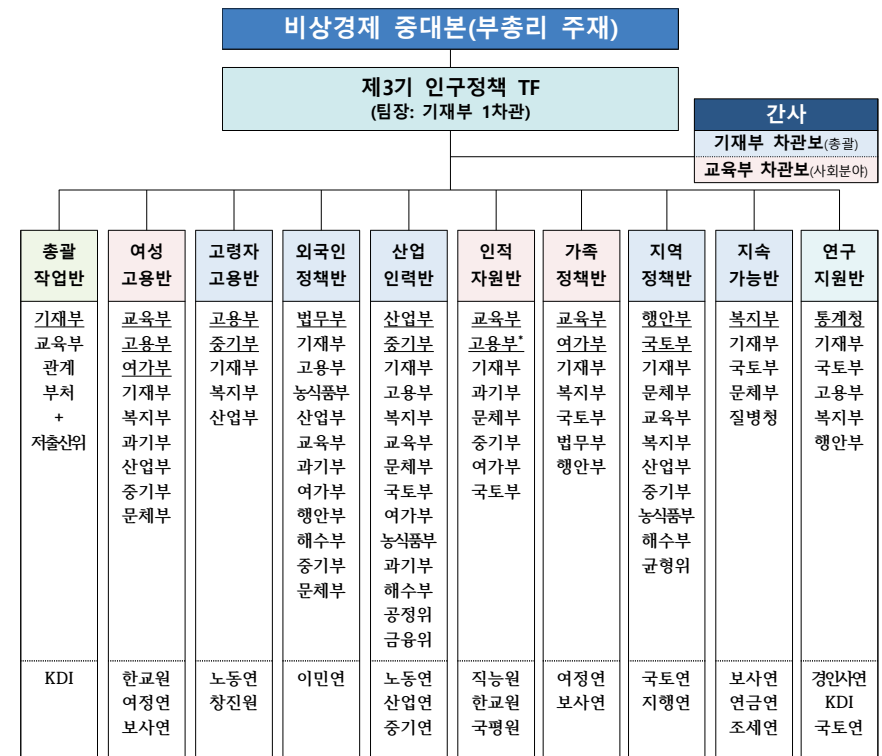 비상경제 중대본(부총리 주재)
제3기 인구정책 TF
(팀장: 기재부 1차관)
간사
기재부 차관보(총괄)
교육부 차관보(사회분야)
총괄
작업반
기재부
교육부
관계
부처
+
저출산위
KDI
여성
고용반
교육부
고용부
여가부
기재부
복지부
과기부
산업부
중기부
문체부
한교원
여정연
보사연
고령자
고용반
고용부
중기부
기재부
복지부
산업부
노동연
창진원
외국인
정책반
법무부
기재부
고용부
농식품부
산업부
교육부
과기부
여가부
행안부
해수부
중기부
문체부
이민연
산업
인력반
산업부
중기부
기재부
고용부
복지부
교육부
문체부
국토부
여가부
농식품부
과기부
해수부
공정위
금융위
노동연
산업연
중기연
인적
자원반
교육부
고용부*
기재부
과기부
문체부
중기부
여가부
국토부
직능원
한교원
국평원
가족
정책반
교육부
여가부
기재부
복지부
국토부
법무부
행안부
여정연
보사연
지역
정책반
행안부
국토부
기재부
문체부
교육부
복지부
산업부
중기부
농식품부
해수부
균형위
국토연
지행연
지속
가능반
복지부
기재부
국토부
문체부
질병청
보사연
연금연
조세연
연구
지원반
통계청
기재부
국토부
고용부
복지부
행안부
경인사연
KDI
국토연